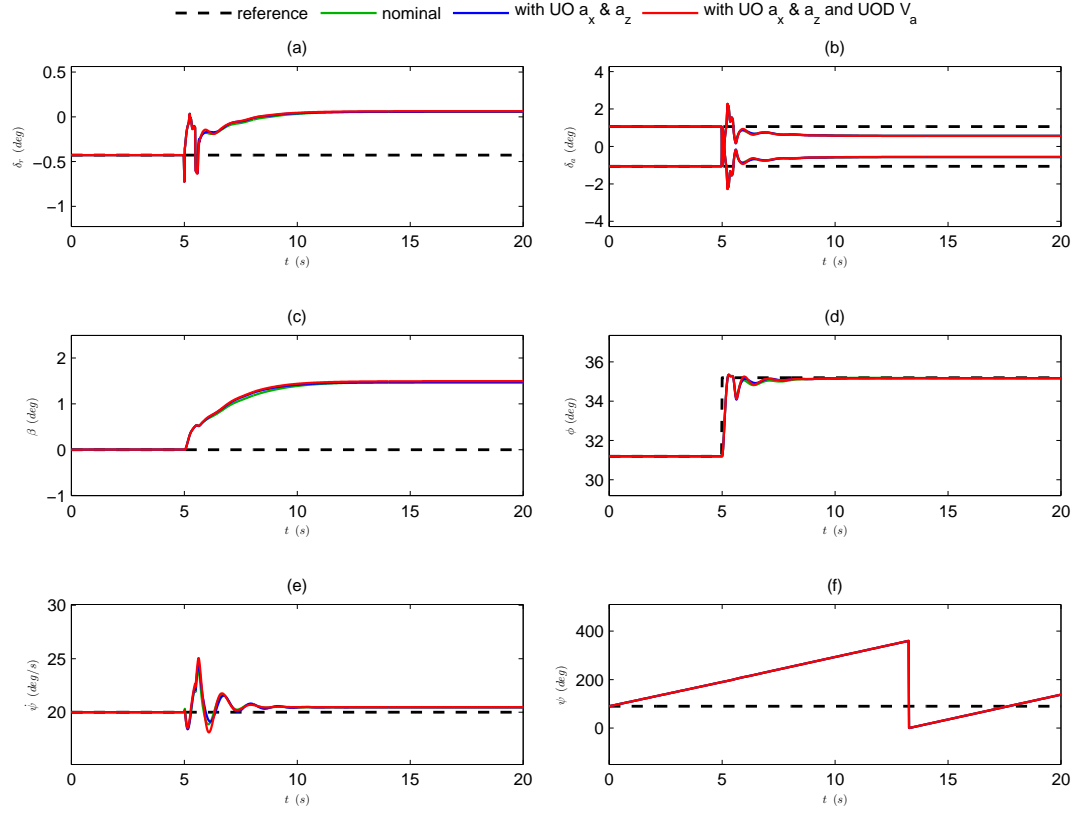 reference nominal with UO a_x & a_z with UO a_x & a_z and UOD V_a
(a) (b)
δ_r (deg)
0.5
0
−0.5
−1
0 5 10 15 20
t (s)
δ_a (deg)
4
2
0
−2
−4
0 5 10 15 20
t (s)
(c) (d)
β (deg)
2
1
0
−1
0 5 10 15 20
t (s)
ϕ (deg)
36
34
32
30
0 5 10 15 20
t (s)
(e) (f)
ψ̇ (deg/s)
30
25
20
0 5 10 15 20
t (s)
ψ (deg)
400
200
0
0 5 10 15 20
t (s)